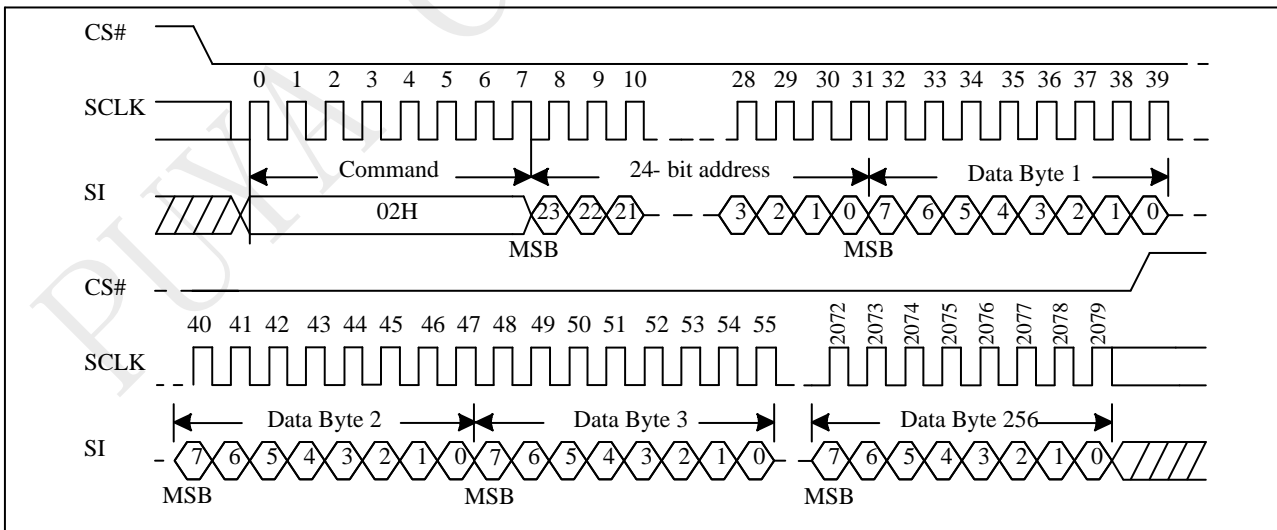 CS#
0 1 2 3 4 5 6 7 8 9 10 28 29 30 31 32 33 34 35 36 37 38 39
SCLK
Command 24- bit address Data Byte 1
SI
02H 23 22 21 3 2 1 0 7 6 5 4 3 2 1 0
MSB MSB
CS#
40 41 42 43 44 45 46 47 48 49 50 51 52 53 54 55 2072 2073 2074 2075 2076 2077 2078 2079
SCLK
Data Byte 2 Data Byte 3 Data Byte 256
SI
7 6 5 4 3 2 1 0 7 6 5 4 3 2 1 0 7 6 5 4 3 2 1 0
MSB MSB MSB
PUYA